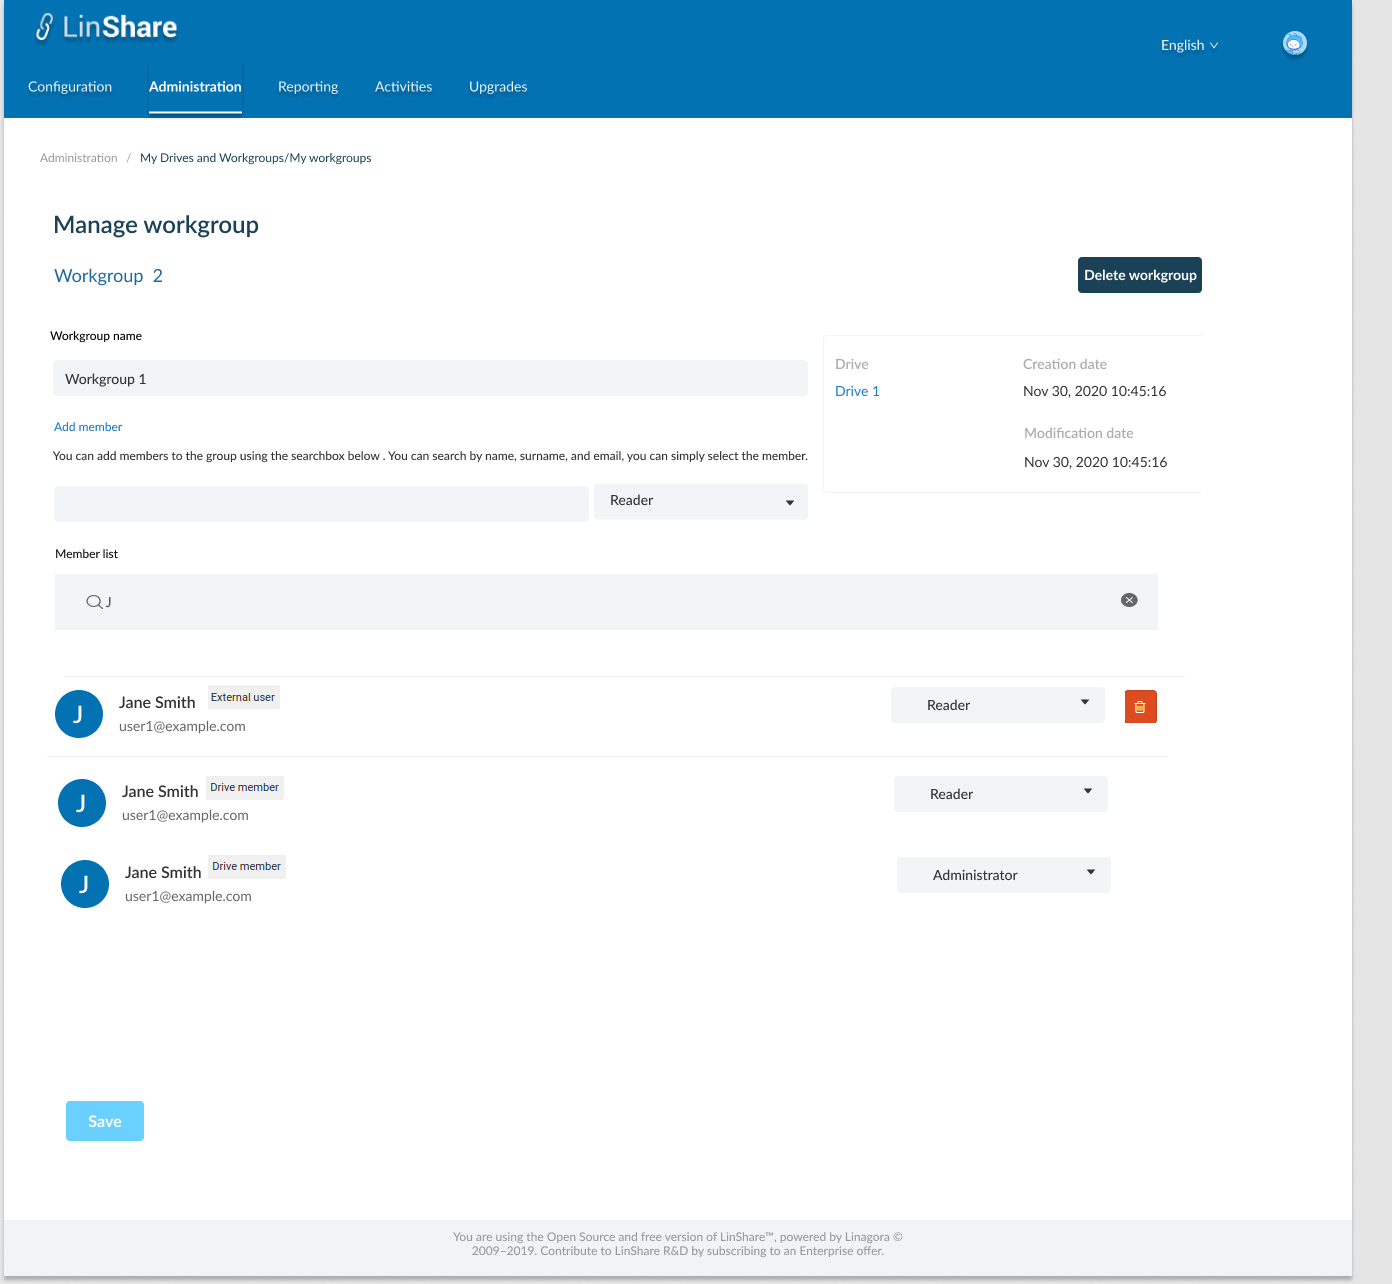 LinShare
English
Configuration
Administration
Reporting
Activities
Upgrades
Administration / My Drives and Workgroups/My workgroups
Manage workgroup
Workgroup 2
Delete workgroup
Workgroup name
Workgroup 1
Drive
Creation date
Drive 1
Nov 30, 2020 10:45:16
Modification date
Nov 30, 2020 10:45:16
Add member
You can add members to the group using the searchbox below . You can search by name, surname, and email, you can simply select the member.
Reader
Member list
J
J
Jane Smith
External user
user1@example.com
Reader
J
Jane Smith
Drive member
user1@example.com
Reader
J
Jane Smith
Drive member
user1@example.com
Administrator
Save
You are using the Open Source and free version of LinShare™, powered by Linagora ©
2009–2019. Contribute to LinShare R&D by subscribing to an Enterprise offer.